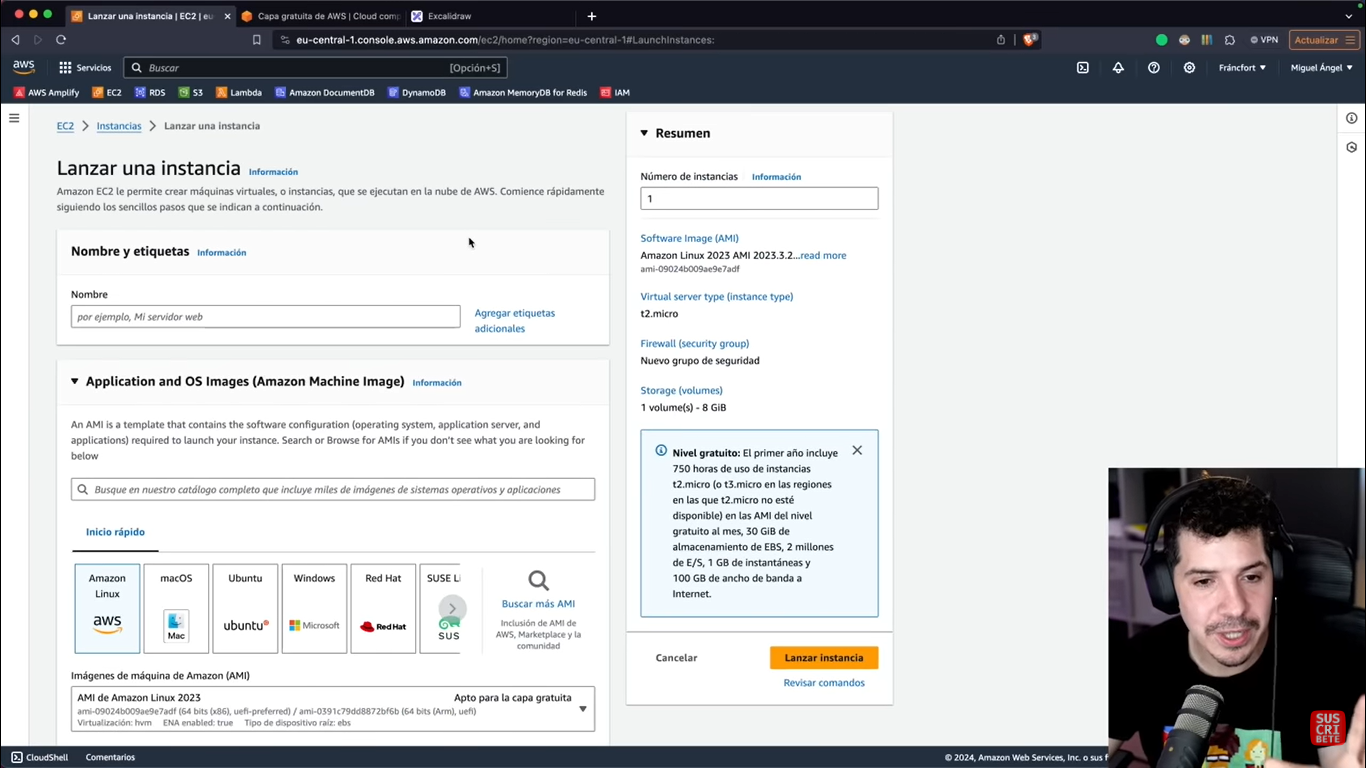 Lanzar una instancia | EC2 | eu-
Capa gratuita de AWS | Cloud comp
Excalidraw
eu-central-1.console.aws.amazon.com/ec2/home?region=eu-central-1#LaunchInstances:
VPN
Actualizar
aws
Servicios
Buscar
[Opción+S]
Fráncfort
Miguel Ángel
AWS Amplify
EC2
RDS
S3
Lambda
Amazon DocumentDB
DynamoDB
Amazon MemoryDB for Redis
IAM
EC2
Instancias
Lanzar una instancia
Lanzar una instancia Información
Amazon EC2 le permite crear máquinas virtuales, o instancias, que se ejecutan en la nube de AWS. Comience rápidamente
siguiendo los sencillos pasos que se indican a continuación.
Nombre y etiquetas Información
Nombre
por ejemplo, Mi servidor web
Agregar etiquetas
adicionales
Application and OS Images (Amazon Machine Image) Información
An AMI is a template that contains the software configuration (operating system, application server, and
applications) required to launch your instance. Search or Browse for AMIs if you don't see what you are looking for
below
Busque en nuestro catálogo completo que incluye miles de imágenes de sistemas operativos y aplicaciones
Inicio rápido
Amazon
Linux
aws
macOS
Mac
Ubuntu
ubuntu
Windows
Microsoft
Red Hat
Red Hat
SUSE Li
SUS
Buscar más AMI
Inclusión de AMI de
AWS, Marketplace y la
comunidad
Imágenes de máquina de Amazon (AMI)
AMI de Amazon Linux 2023
Apto para la capa gratuita
ami-09024b009ae9e7adf (64 bits (x86), uefi-preferred) / ami-0391c79dd8872bf6b (64 bits (Arm), uefi)
Virtualización: hvm ENA enabled: true Tipo de dispositivo raíz: ebs
Resumen
Número de instancias Información
1
Software Image (AMI)
Amazon Linux 2023 AMI 2023.3.2...read more
ami-09024b009ae9e7adf
Virtual server type (instance type)
t2.micro
Firewall (security group)
Nuevo grupo de seguridad
Storage (volumes)
1 volume(s) - 8 GiB
Nivel gratuito: El primer año incluye
750 horas de uso de instancias
t2.micro (o t3.micro en las regiones
en las que t2.micro no esté
disponible) en las AMI del nivel
gratuito al mes, 30 GiB de
almacenamiento de EBS, 2 millones
de E/S, 1 GB de instantáneas y
100 GB de ancho de banda a
Internet.
Cancelar
Lanzar instancia
Revisar comandos
SUS
CRI
BETE
CloudShell
Comentarios
© 2024, Amazon Web Services, Inc. o sus f